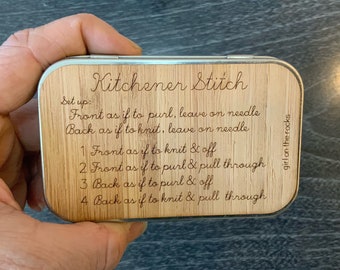 Kitchener Stitch
Set up:
Front as if to purl, leave on needle
Back as if to knit, leave on needle
1 Front as if to knit & off
2 Front as if to purl & pull through
3 Back as if to purl & off
4 Back as if to knit & pull through
girl on the rocks